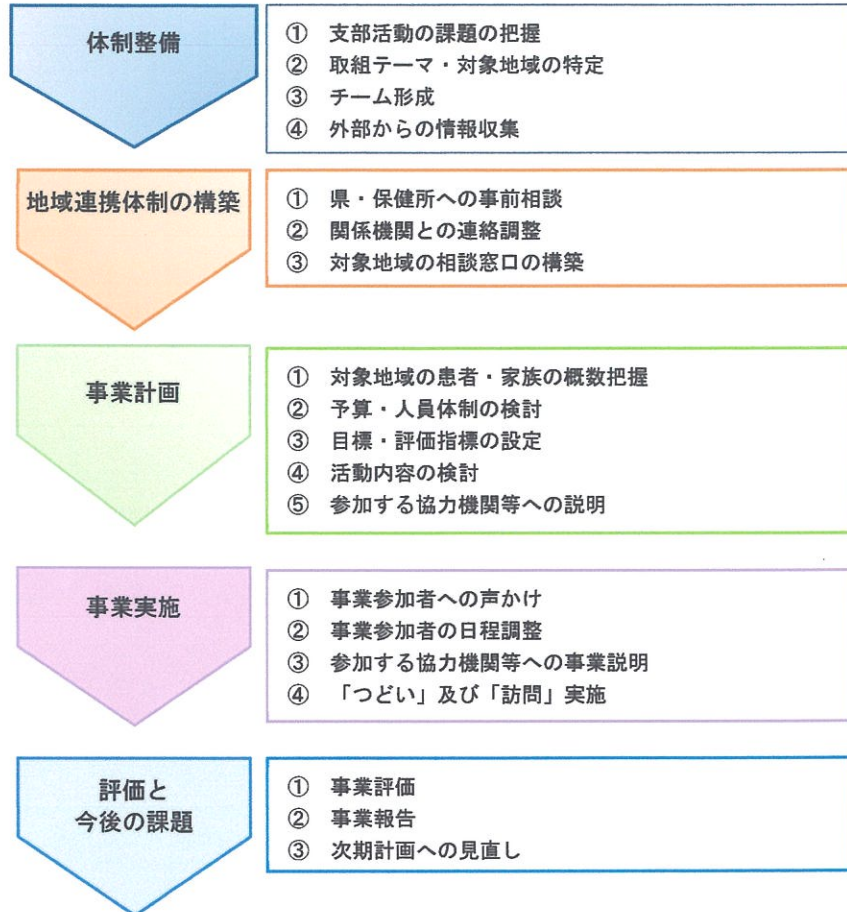 体制整備
① 支部活動の課題の把握
② 取組テーマ・対象地域の特定
③ チーム形成
④ 外部からの情報収集
地域連携体制の構築
① 県・保健所への事前相談
② 関係機関との連絡調整
③ 対象地域の相談窓口の構築
事業計画
① 対象地域の患者・家族の概数把握
② 予算・人員体制の検討
③ 目標・評価指標の設定
④ 活動内容の検討
⑤ 参加する協力機関等への説明
事業実施
① 事業参加者への声かけ
② 事業参加者の日程調整
③ 参加する協力機関等への事業説明
④ 「つどい」及び「訪問」実施
評価と
今後の課題
① 事業評価
② 事業報告
③ 次期計画への見直し